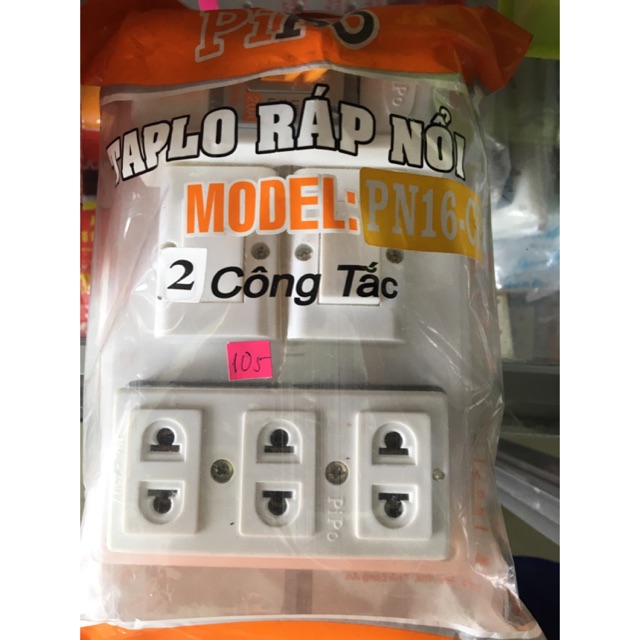 PiPo
TAPLO RÁP NỔI
MODEL: PN16-C
2 Công Tắc
105
PiPo